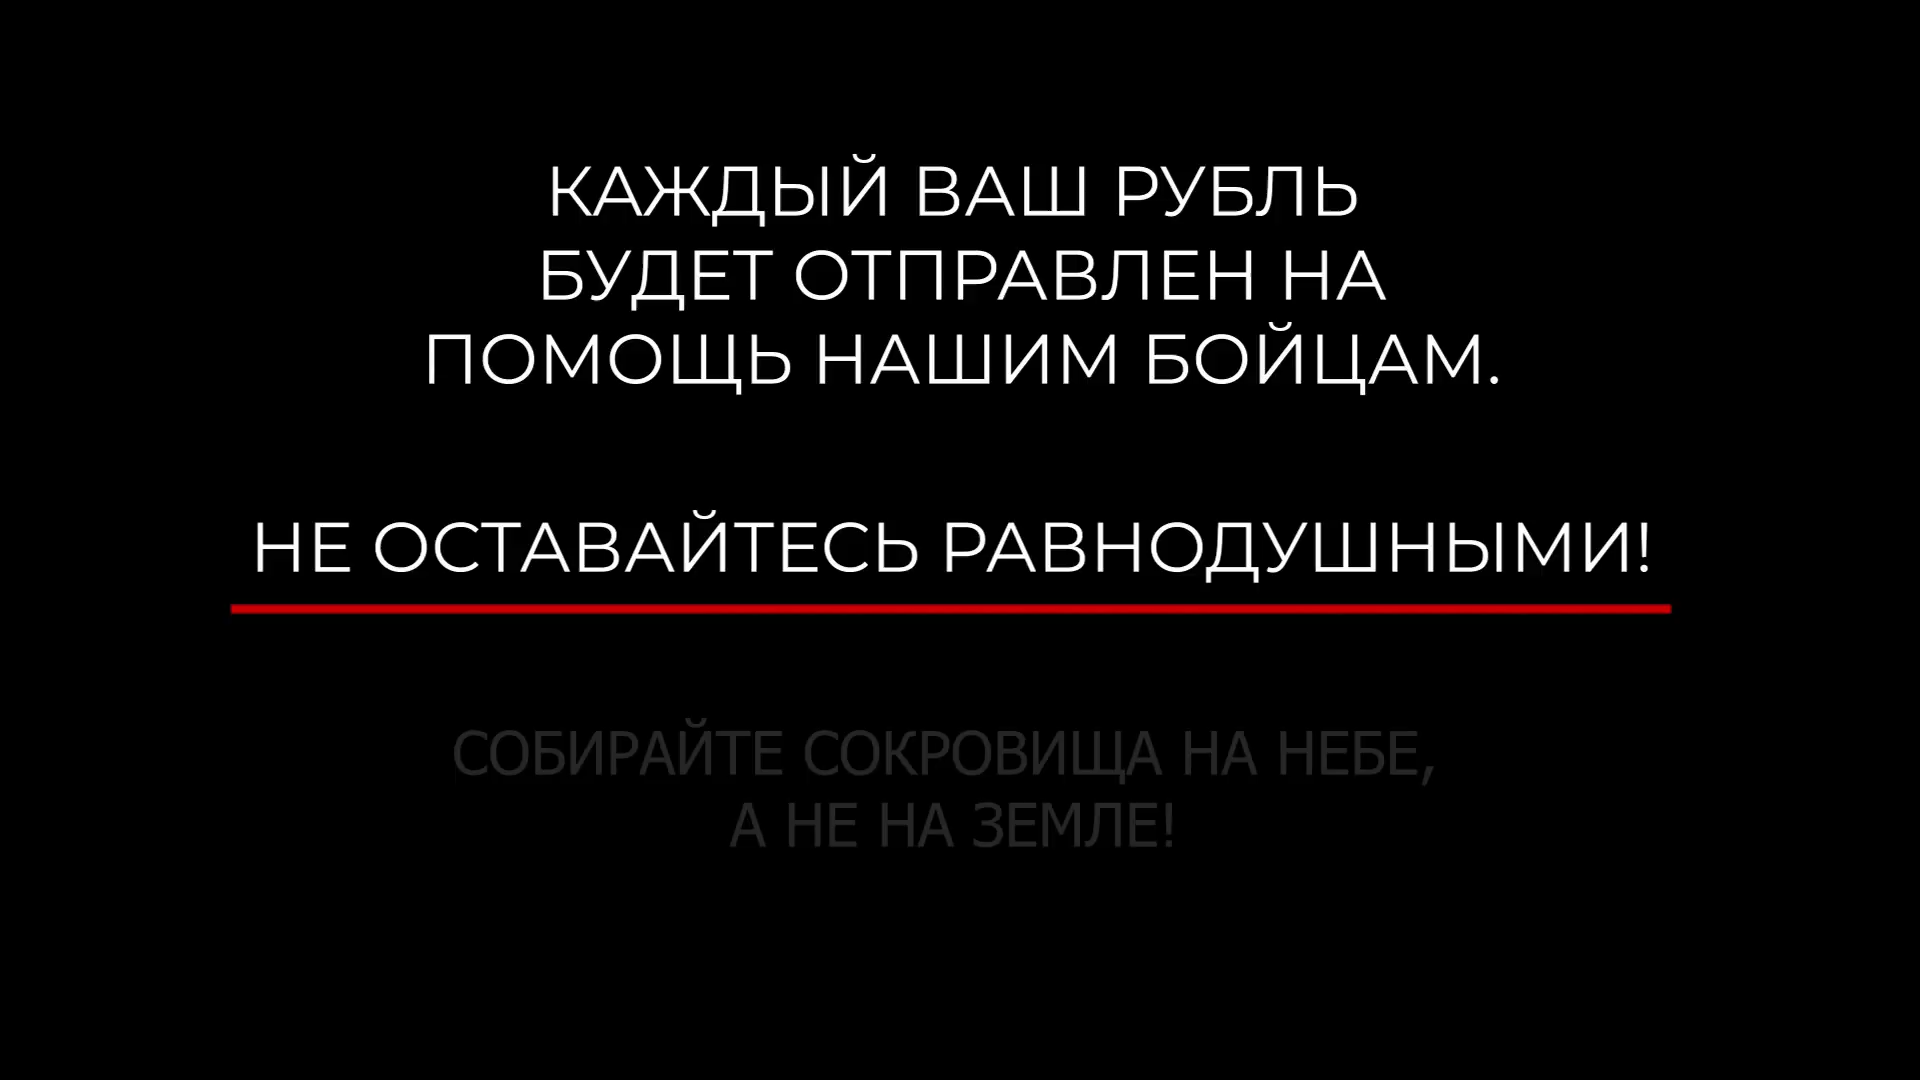 КАЖДЫЙ ВАШ РУБЛЬ
БУДЕТ ОТПРАВЛЕН НА
ПОМОЩЬ НАШИМ БОЙЦАМ.
НЕ ОСТАВАЙТЕСЬ РАВНОДУШНЫМИ!
СОБИРАЙТЕ СОКРОВИЩА НА НЕБЕ,
А НЕ НА ЗЕМЛЕ!